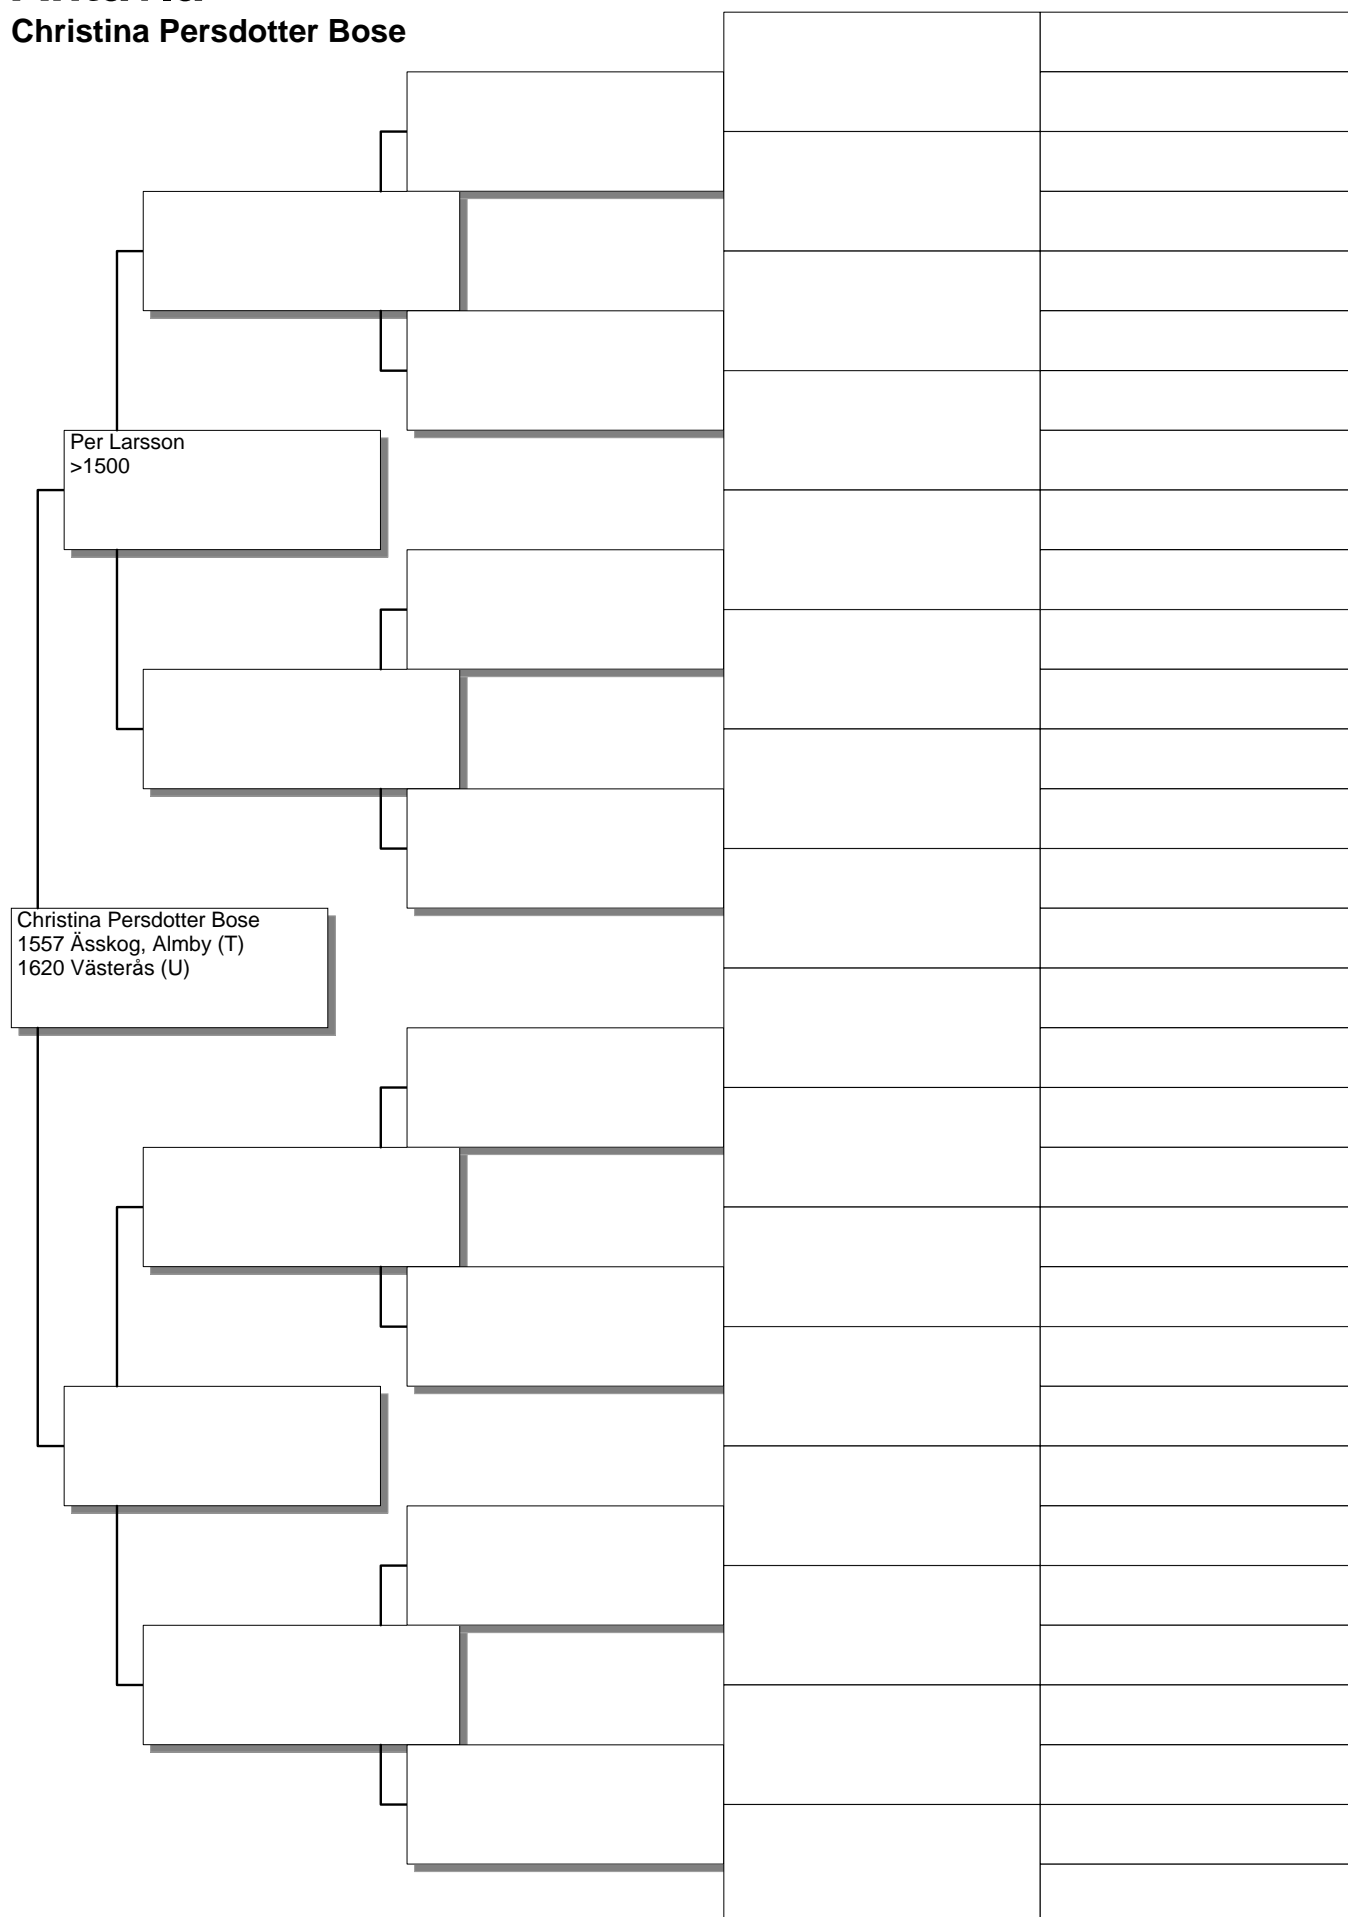 Christina Persdotter Bose
Per Larsson
>1500
Christina Persdotter Bose
1557 Ässkog, Almby (T)
1620 Västerås (U)